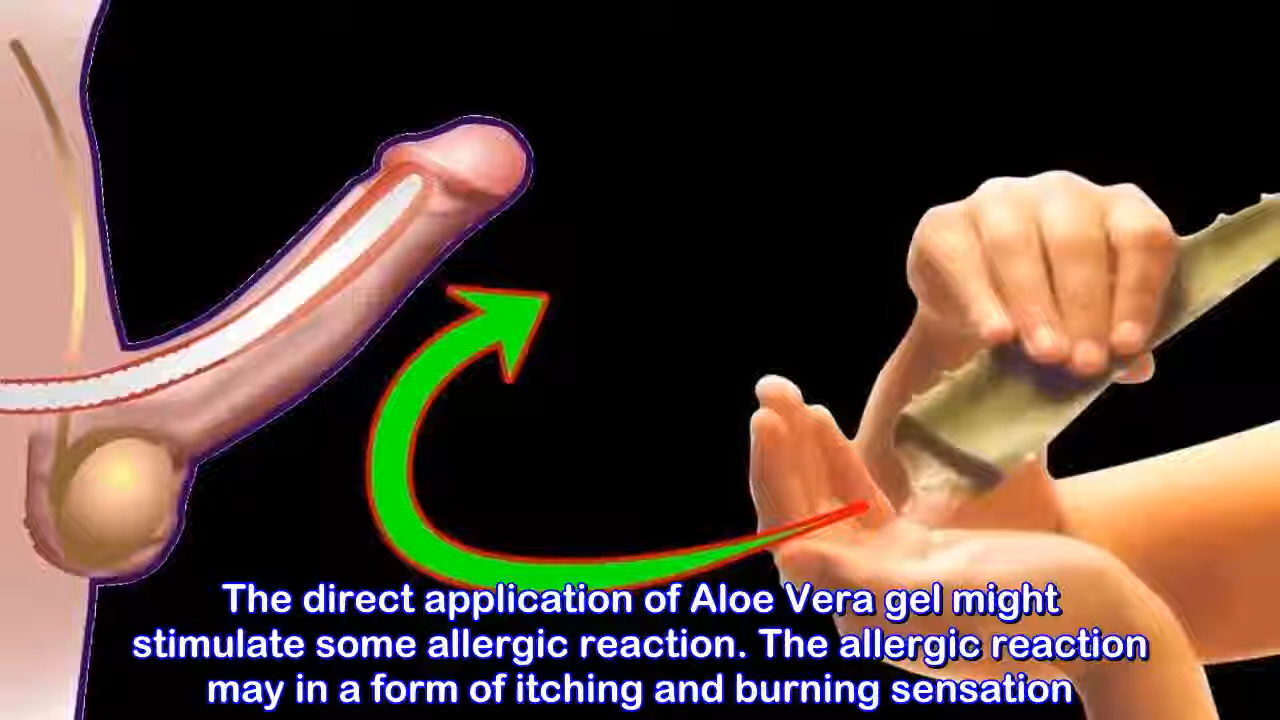 The direct application of Aloe Vera gel might
stimulate some allergic reaction. The allergic reaction
may in a form of itching and burning sensation